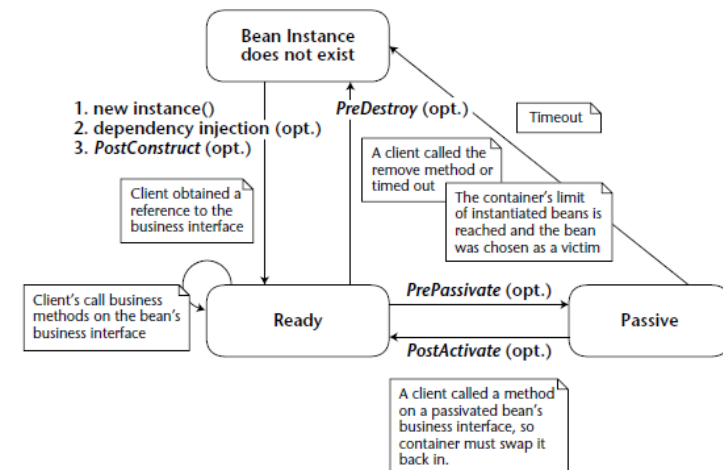 Bean Instance
does not exist
1. new instance()
2. dependency injection (opt.)
3. PostConstruct (opt.)
PreDestroy (opt.)
Timeout
A client called the
remove method or
timed out
Client obtained a
reference to the
business interface
The container's limit
of instantiated beans is
reached and the bean
was chosen as a victim
Client's call business
methods on the bean's
business interface
Ready
PrePassivate (opt.)
Passive
PostActivate (opt.)
A client called a method
on a passivated bean's
business interface, so
container must swap it
back in.